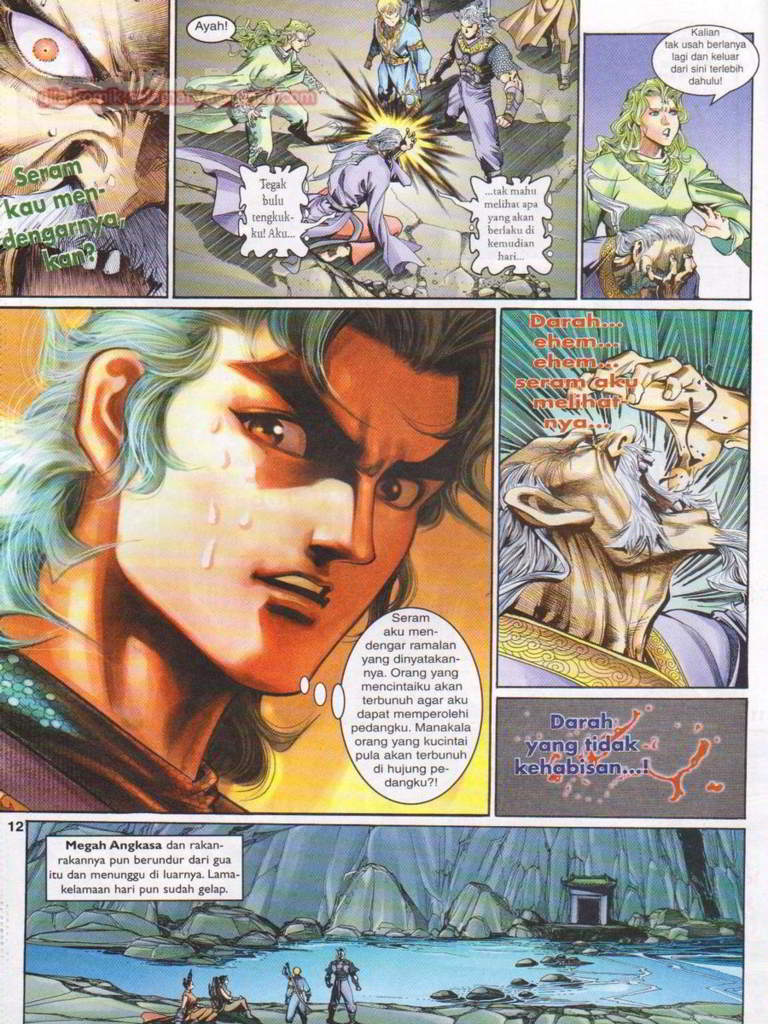 Seram
kau men-
dengarnya,
kan?
Ayah!
Tegak
bulu
tengkuk-
ku! Aku...
...tak mahu
melihat apa
yang akan
berlaku di
kemudian
hari...
Kalian
tak usah berlanya
lagi dan keluar
dari sini terlebih
dahulu!
Seram
aku men-
dengar ramalan
yang dinyatakan-
nya. Orang yang
mencintaiku akan
terbunuh agar aku
dapat memperolehi
pedangku. Manakala
orang yang kucintai
pula akan terbunuh
di hujung pe-
dangku?!
Darah...
ehem...
ehem...
seram aku
melihat
nya...
Darah
yang tidak
kehabisan...!
12
Megah Angkasa dan rakan-
rakannya pun berundur dari gua
itu dan menunggu di luarnya. Lama-
kelamaan hari pun sudah gelap.